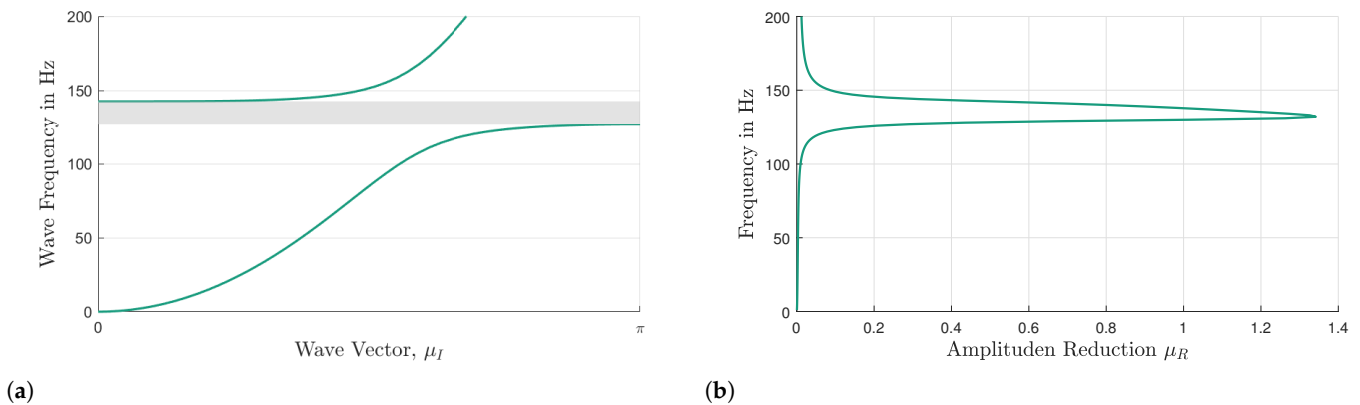 200
150
100
50
0
0
π
Wave Frequency in Hz
Wave Vector, μ_I
(a)
200
150
100
50
0
0
0.2
0.4
0.6
0.8
1
1.2
1.4
Frequency in Hz
Amplituden Reduction μ_R
(b)